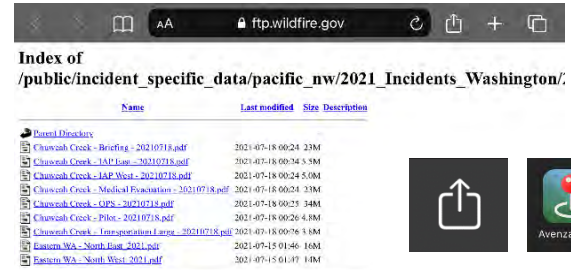 AA ftp.wildfire.gov
Index of
/public/incident_specific_data/pacific_nw/2021_Incidents_Washington/
Name Last modified Size Description
Parent Directory
Chuweah Creek - Briefing - 20210718.pdf 2021-07-18 00:24 23M
Chuweah Creek - IAP East - 20210718.pdf 2021-07-18 00:24 3.5M
Chuweah Creek - IAP West - 20210718.pdf 2021-07-18 00:24 5.0M
Chuweah Creek - Medical Evacuation - 20210718.pdf 2021-07-18 00:24 23M
Chuweah Creek - OPS - 20210718.pdf 2021-07-18 00:25 34M
Chuweah Creek - Pilot - 20210718.pdf 2021-07-18 00:26 4.8M
Chuweah Creek - Transportation Large - 20210718.pdf 2021-07-18 00:26 3.6M
Eastern WA - North East_2021.pdf 2021-07-15 01:46 16M
Eastern WA - North West_2021.pdf 2021-07-15 01:47 14M
Avenza